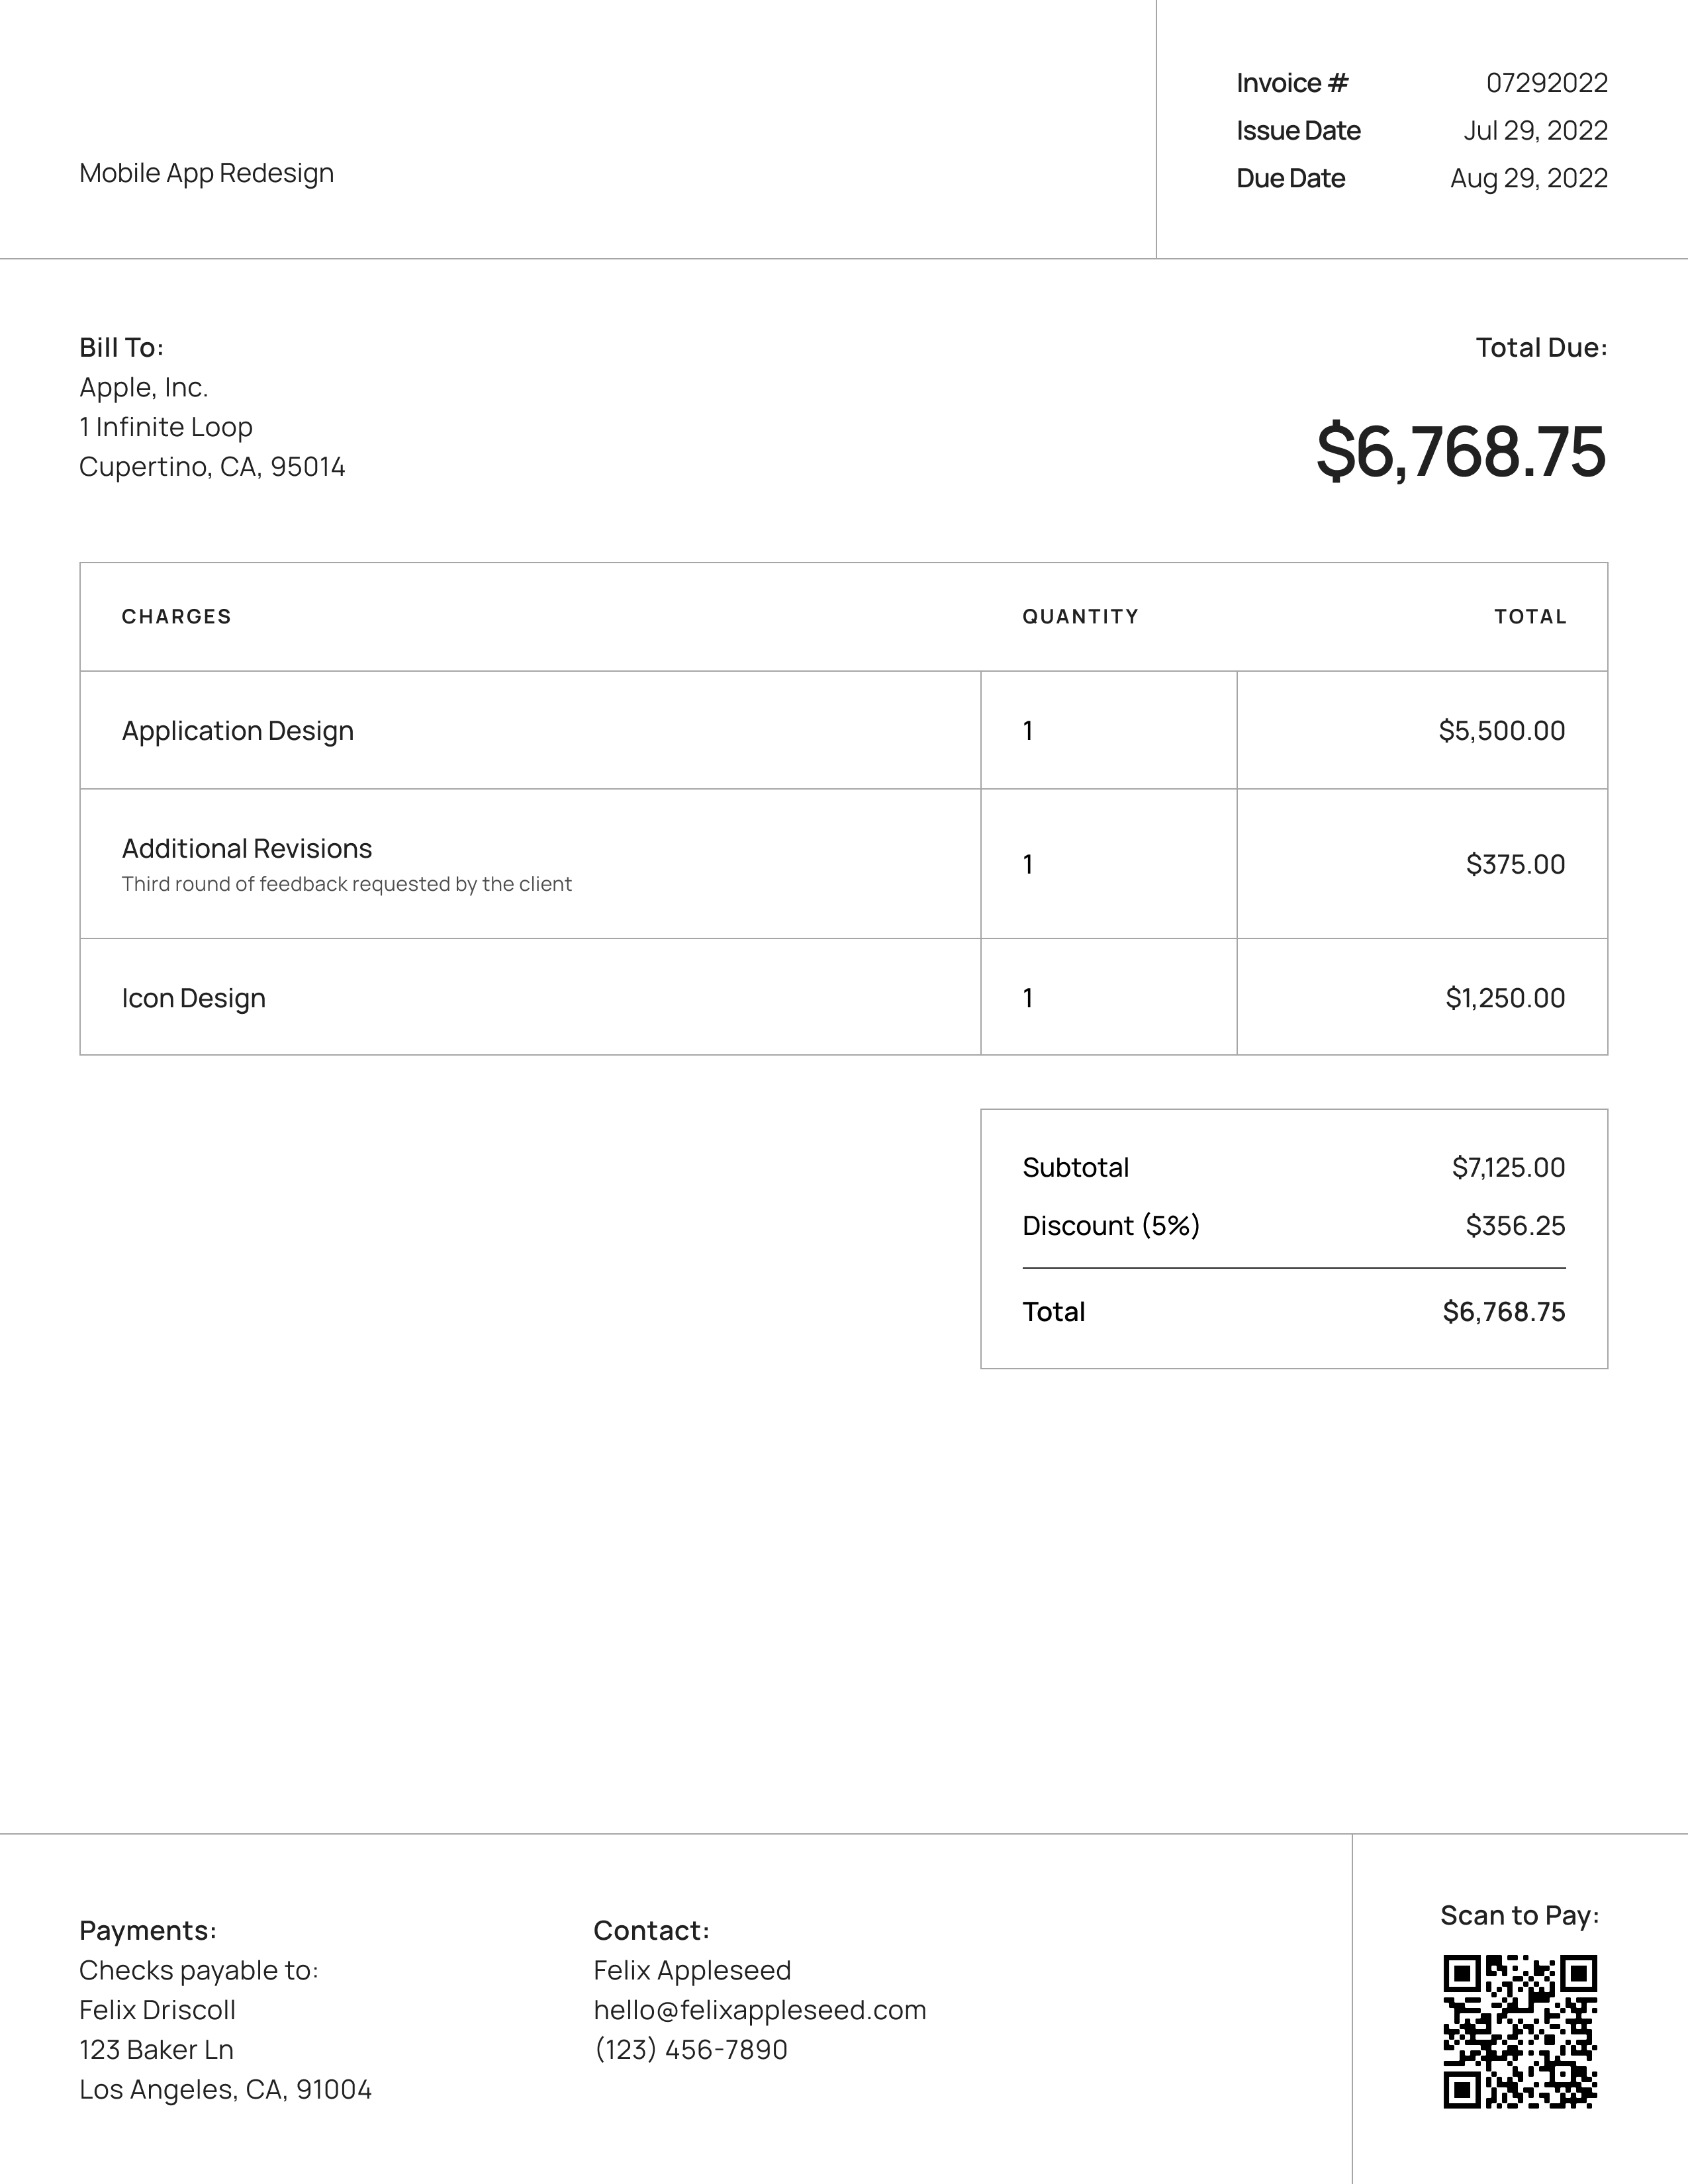 Mobile App Redesign
Invoice # 07292022
Issue Date Jul 29, 2022
Due Date Aug 29, 2022
Bill To:
Apple, Inc.
1 Infinite Loop
Cupertino, CA, 95014
Total Due:
$6,768.75
CHARGES QUANTITY TOTAL
Application Design 1 $5,500.00
Additional Revisions 1 $375.00
Third round of feedback requested by the client
Icon Design 1 $1,250.00
Subtotal $7,125.00
Discount (5%) $356.25
Total $6,768.75
Payments:
Checks payable to:
Felix Driscoll
123 Baker Ln
Los Angeles, CA, 91004
Contact:
Felix Appleseed
hello@felixappleseed.com
(123) 456-7890
Scan to Pay: